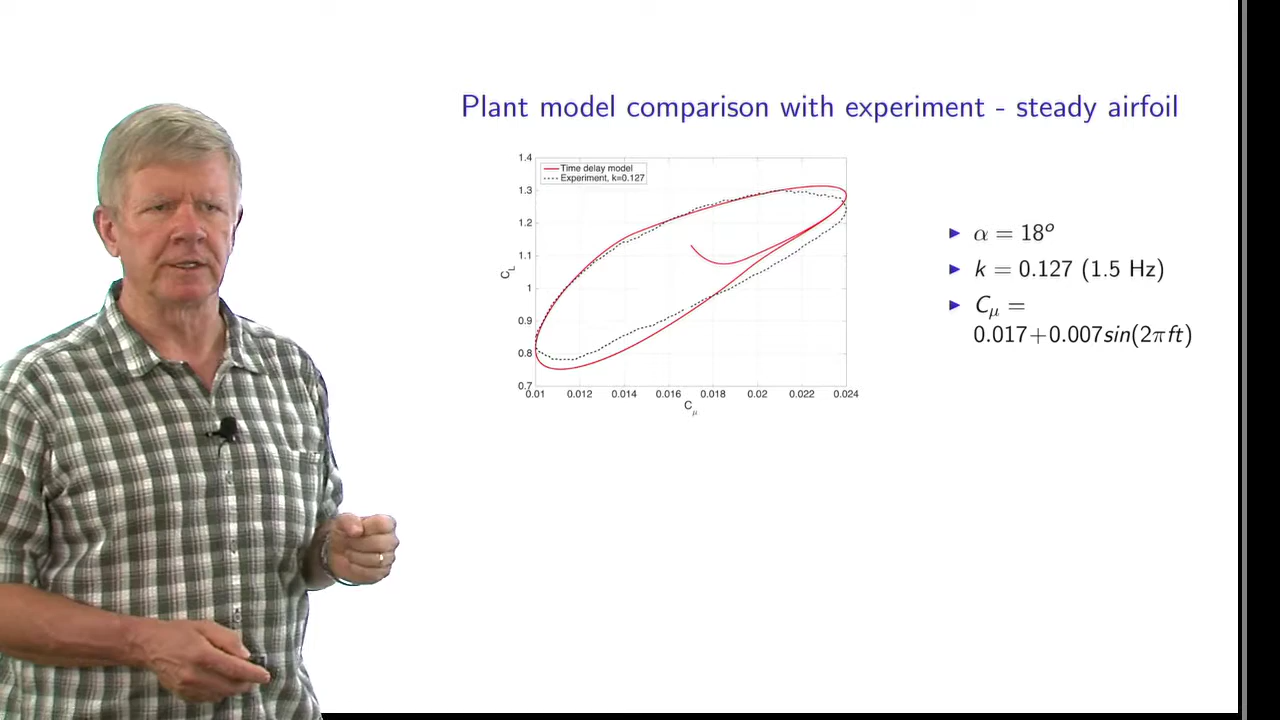 Plant model comparison with experiment - steady airfoil
1.4
Time delay model
Experiment, k=0.127
1.3
1.2
1.1
1
0.9
0.8
0.7
C_L
0.01 0.012 0.014 0.016 0.018 0.02 0.022 0.024
C_μ
▶ α = 18°
▶ k = 0.127 (1.5 Hz)
▶ C_μ =
0.017+0.007sin(2πft)